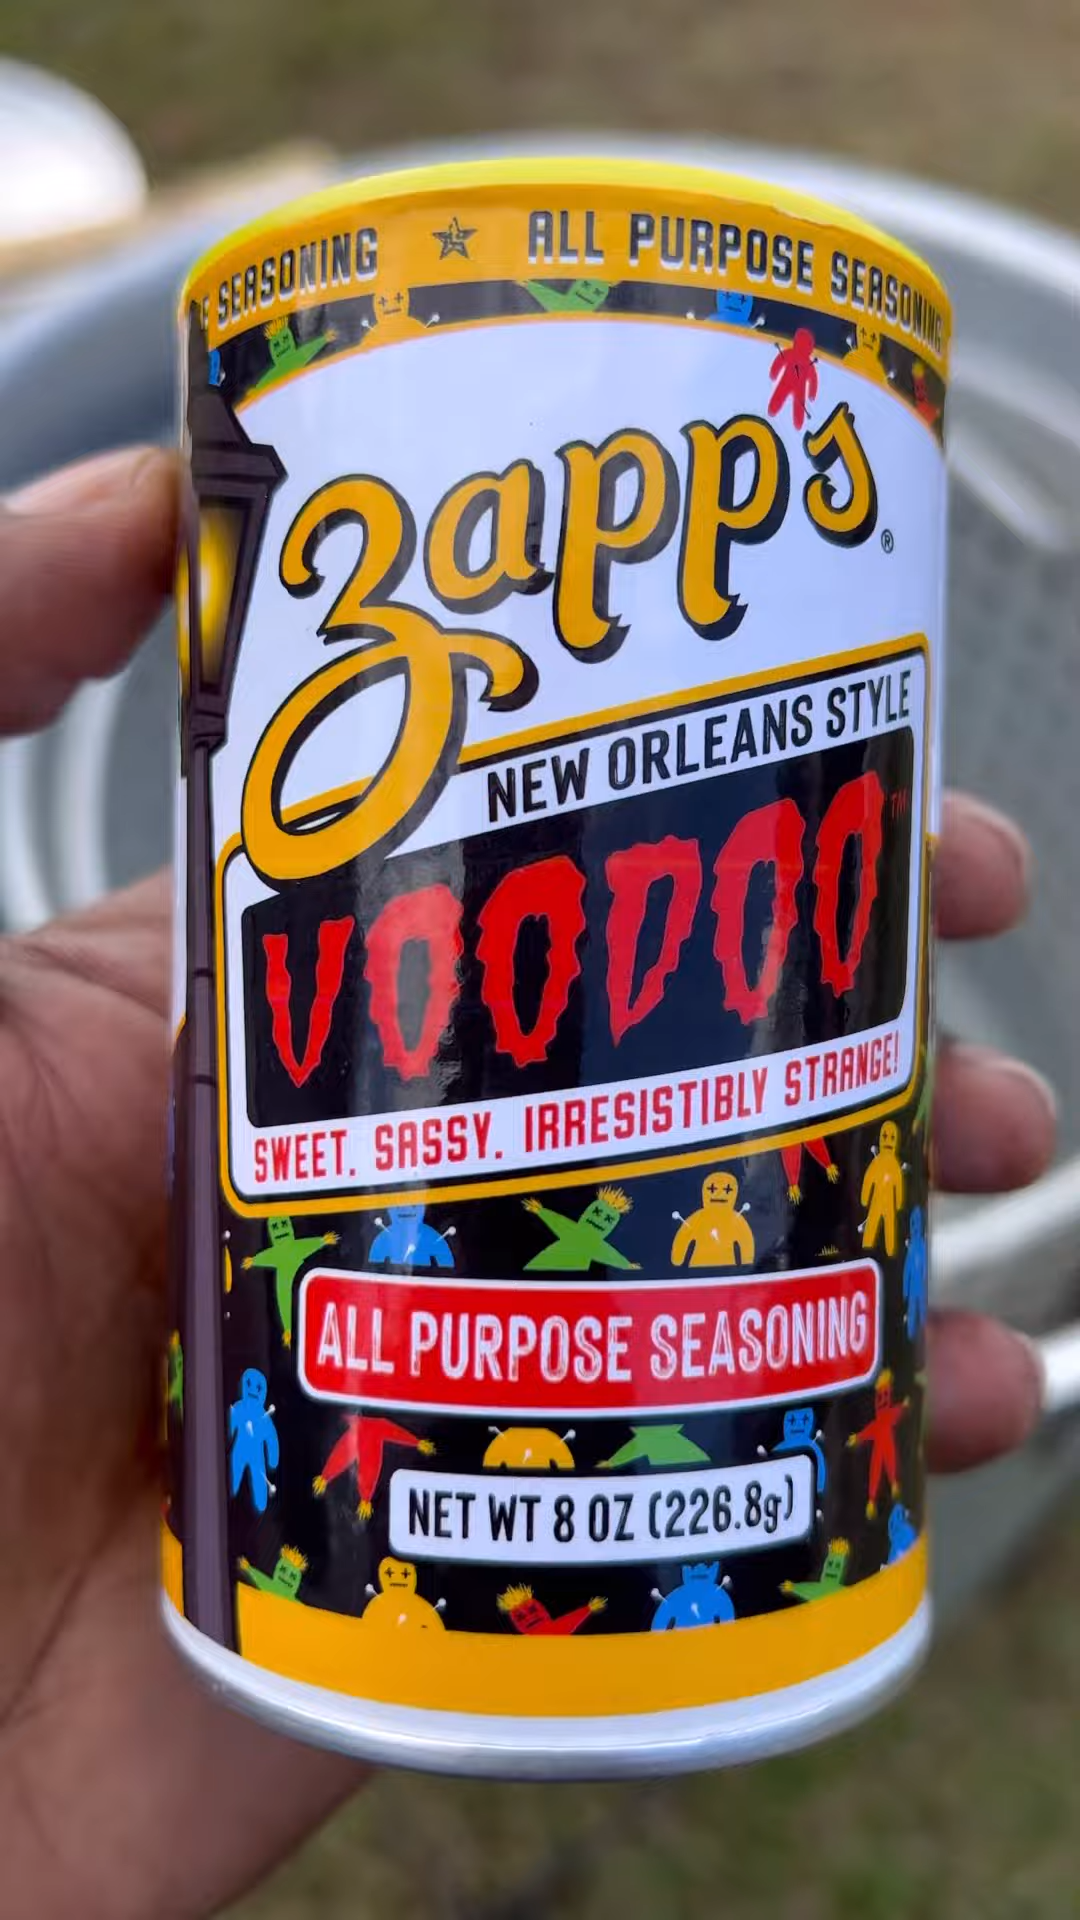 SEASONING ★ ALL PURPOSE SEASONING
Zapp's®
NEW ORLEANS STYLE
VOODOO™
SWEET. SASSY. IRRESISTIBLY STRANGE!
ALL PURPOSE SEASONING
NET WT 8 OZ (226.8g)